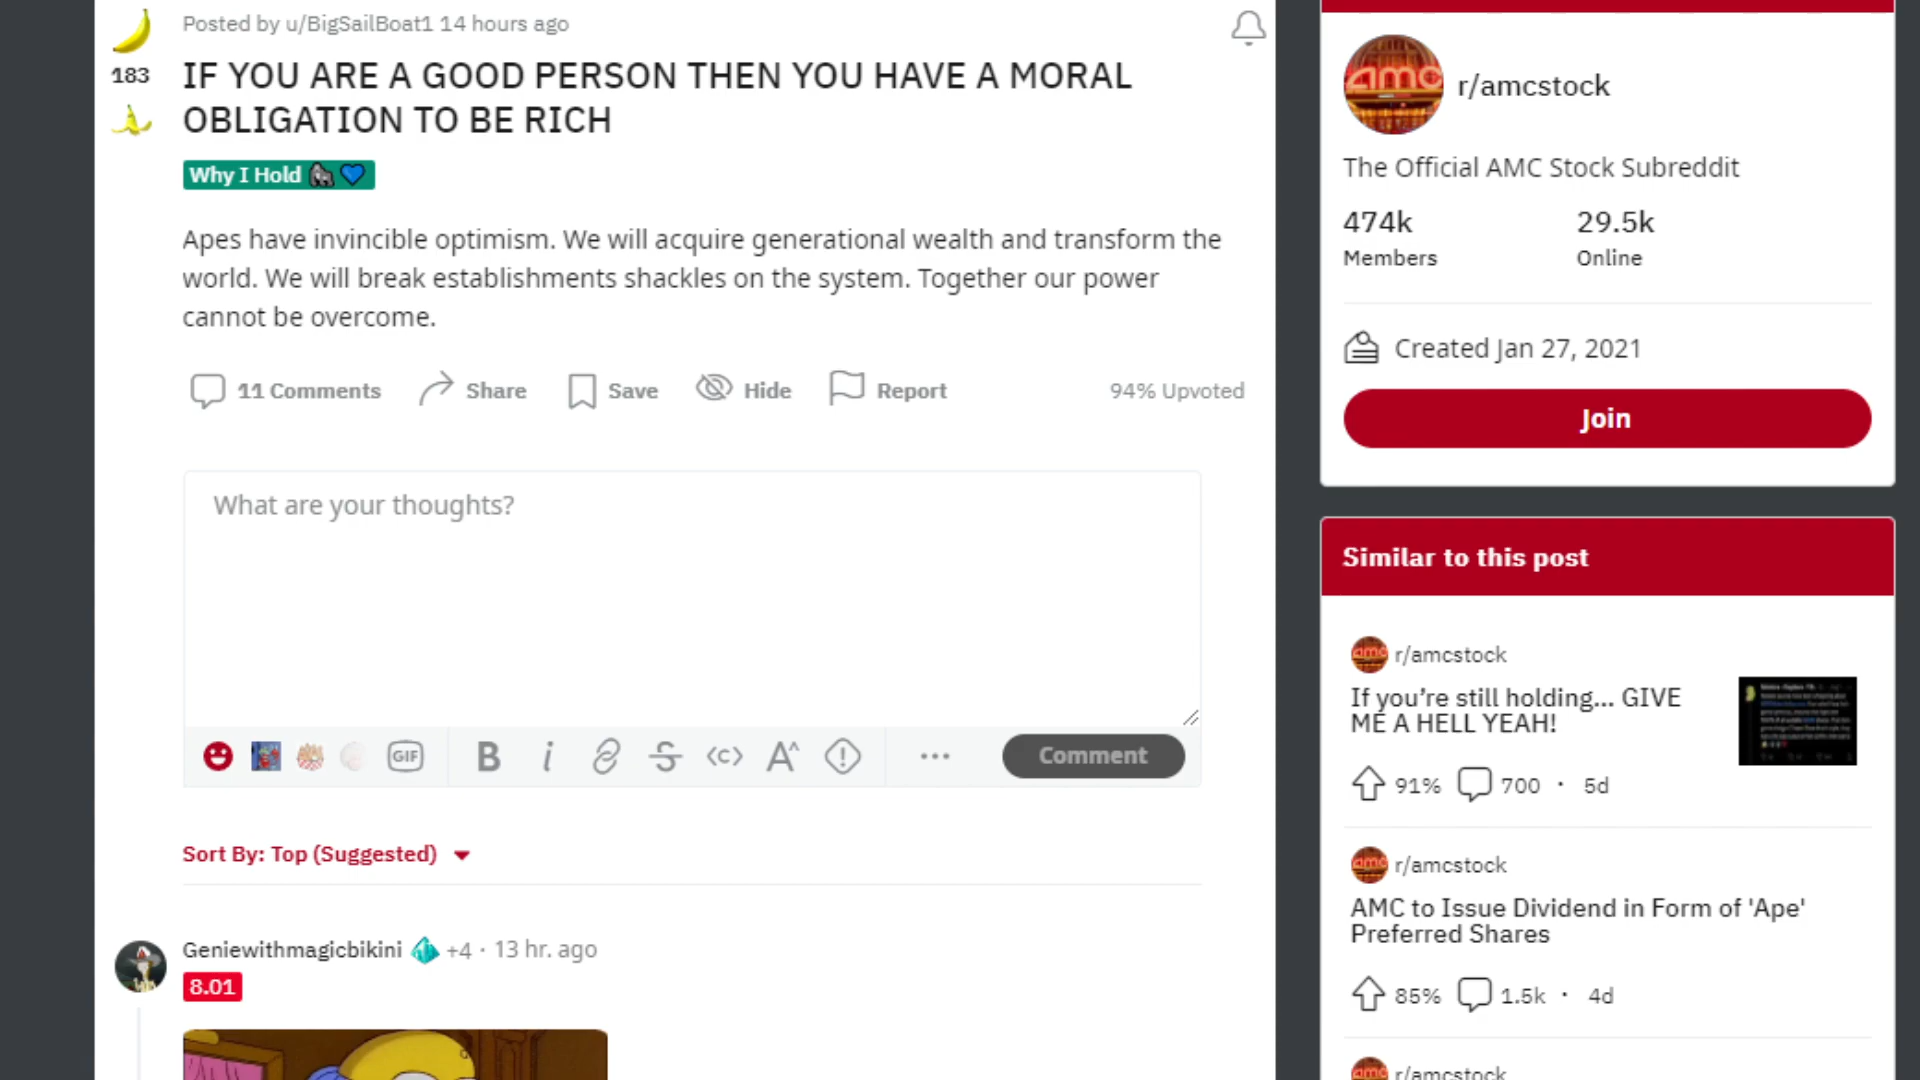 Posted by u/BigSailBoat1 14 hours ago
183
IF YOU ARE A GOOD PERSON THEN YOU HAVE A MORAL
OBLIGATION TO BE RICH
Why I Hold 🦍💙
Apes have invincible optimism. We will acquire generational wealth and transform the
world. We will break establishments shackles on the system. Together our power
cannot be overcome.
11 Comments
Share
Save
Hide
Report
94% Upvoted
What are your thoughts?
GIF
B
i
S
<c>
A^
...
Comment
Sort By: Top (Suggested)
Geniewithmagicbikini +4 · 13 hr. ago
8.01
amc
r/amcstock
The Official AMC Stock Subreddit
474k
29.5k
Members
Online
Created Jan 27, 2021
Join
Similar to this post
amc
r/amcstock
If you’re still holding... GIVE
ME A HELL YEAH!
91%
700 · 5d
amc
r/amcstock
AMC to Issue Dividend in Form of 'Ape'
Preferred Shares
85%
1.5k · 4d
amc
r/amcstock